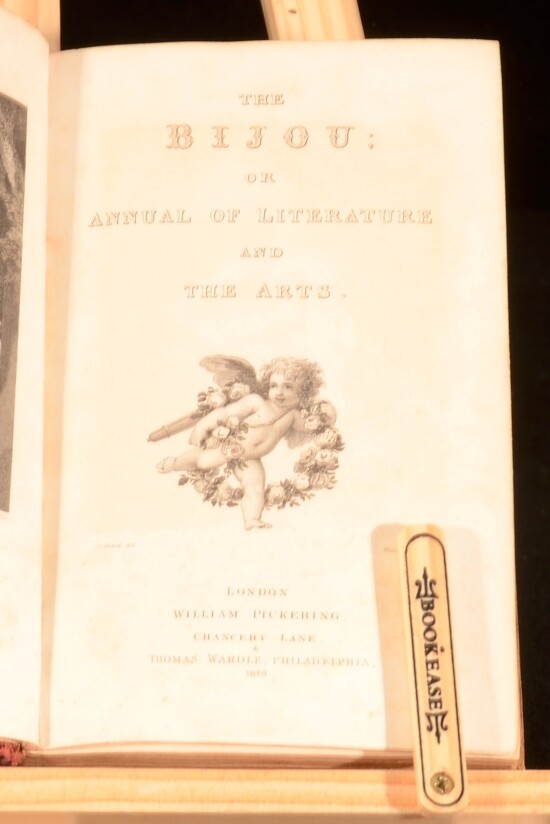 THE
BIJOU:
OR
ANNUAL OF LITERATURE
AND
THE ARTS.
LONDON
WILLIAM PICKERING,
CHANCERY LANE
&
THOMAS WARDLE, PHILADELPHIA,
BOOKEASE